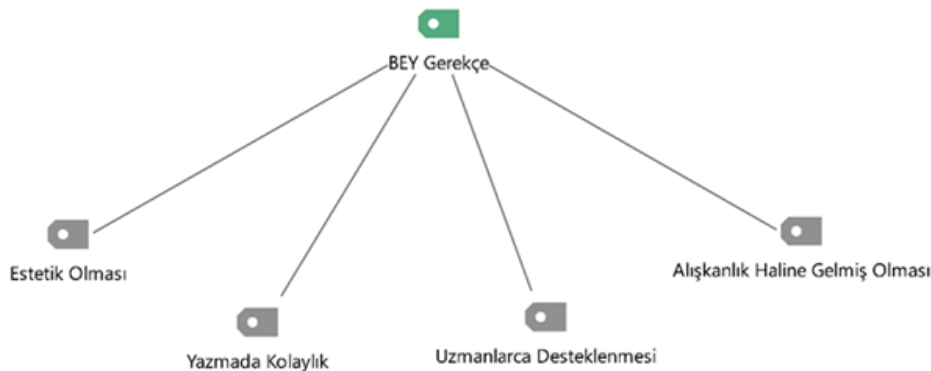 BEY Gerekçe
Estetik Olması
Alışkanlık Haline Gelmiş Olması
Yazmada Kolaylık
Uzmanlarca Desteklenmesi